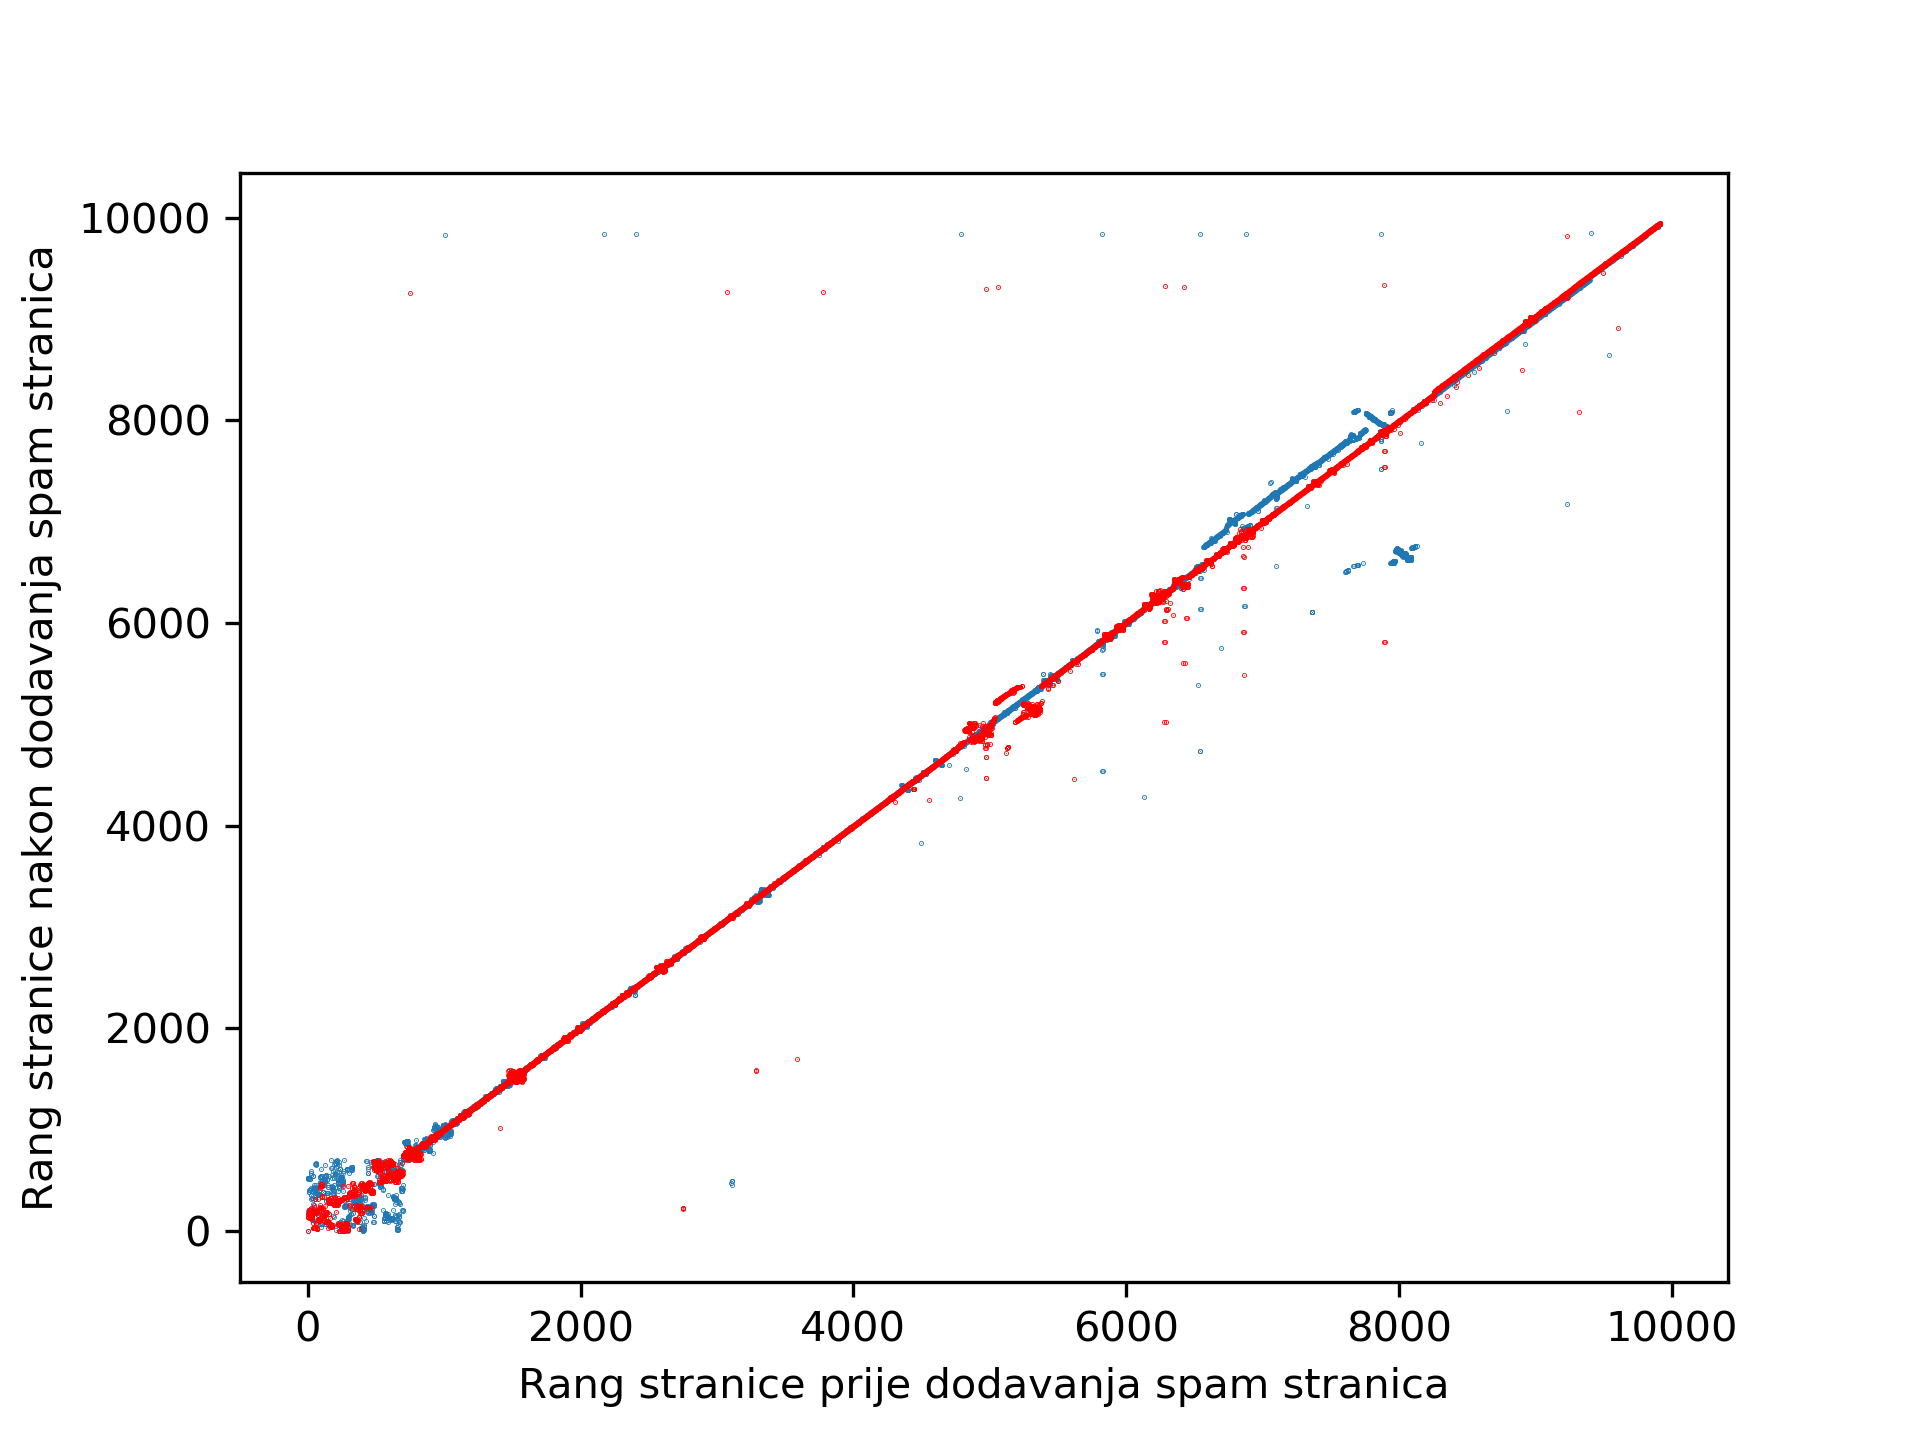 10000
8000
6000
4000
2000
0
Rang stranice nakon dodavanja spam stranica
0 2000 4000 6000 8000 10000
Rang stranice prije dodavanja spam stranica